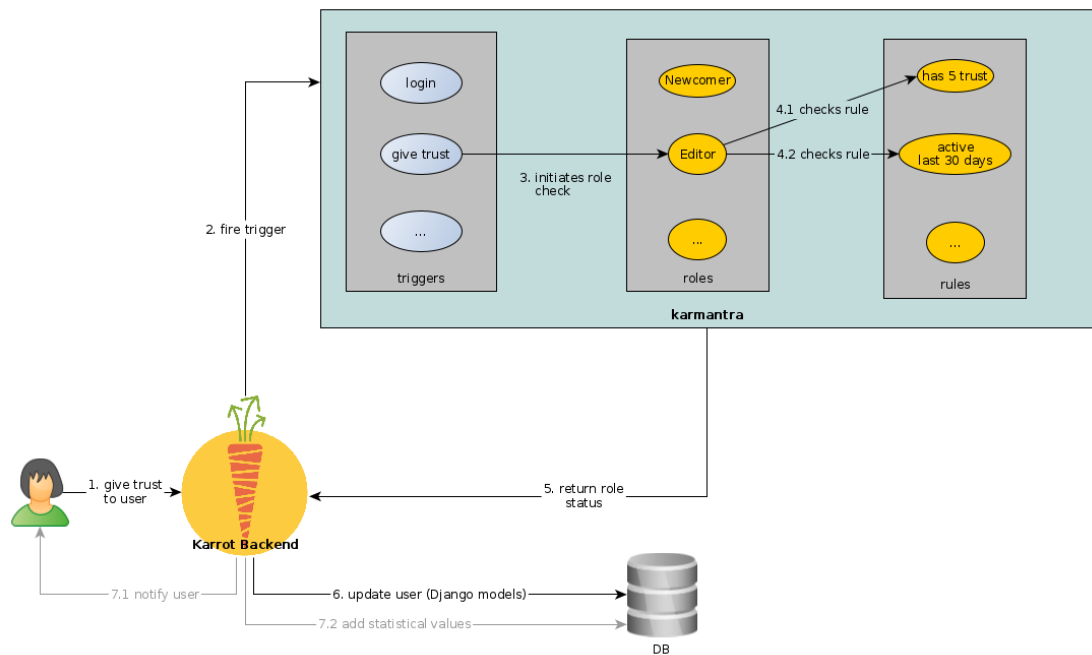 login
Newcomer
has 5 trust
4.1 checks rule
give trust
Editor
4.2 checks rule
active
last 30 days
3. initiates role
check
2. fire trigger
...
...
...
triggers
roles
rules
karmantra
1. give trust
to user
5. return role
status
Karrot Backend
7.1 notify user
6. update user (Django models)
7.2 add statistical values
DB